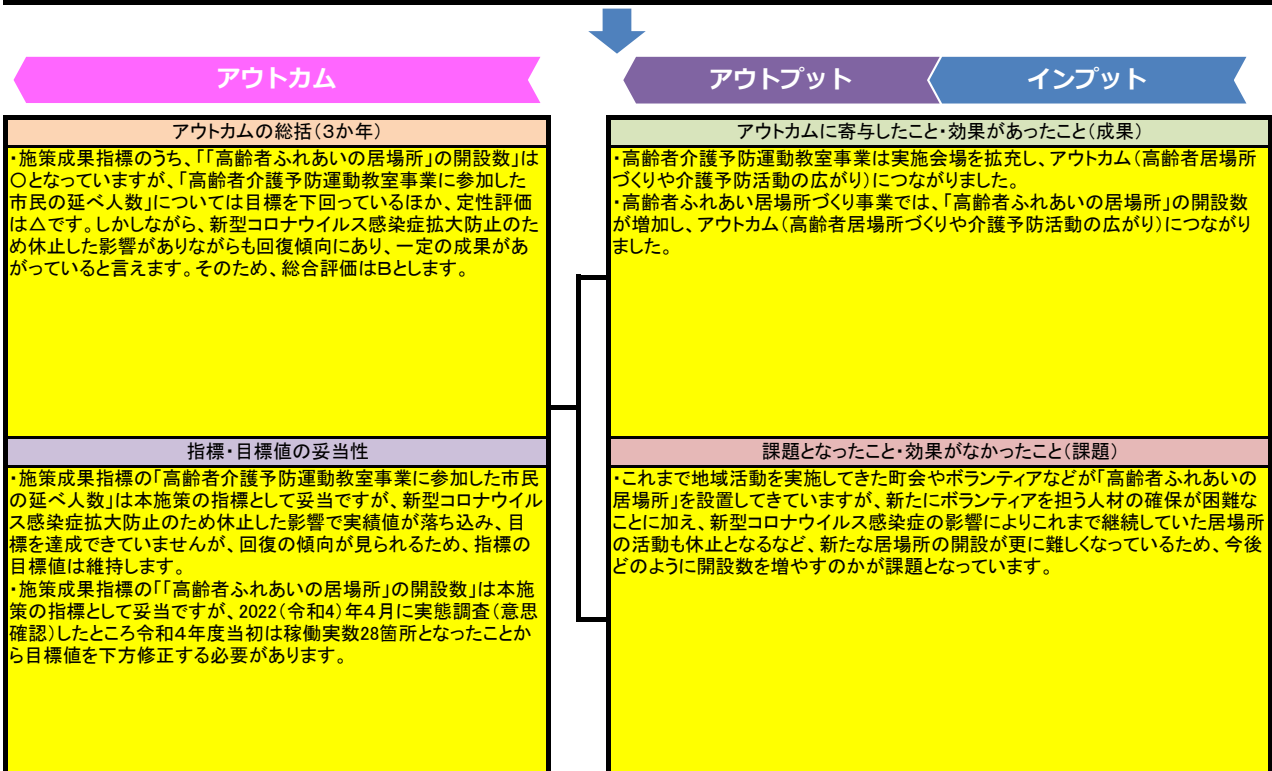 アウトカム
アウトプット
インプット
アウトカムの総括(3か年)
・施策成果指標のうち、「「高齢者ふれあいの居場所」の開設数」は
○となっていますが、「高齢者介護予防運動教室事業に参加した
市民の延べ人数」については目標を下回っているほか、定性評価
は△です。しかしながら、新型コロナウイルス感染症拡大防止のた
め休止した影響がありながらも回復傾向にあり、一定の成果があ
がっていると言えます。そのため、総合評価はBとします。
指標・目標値の妥当性
・施策成果指標の「高齢者介護予防運動教室事業に参加した市民
の延べ人数」は本施策の指標として妥当ですが、新型コロナウイル
ス感染症拡大防止のため休止した影響で実績値が落ち込み、目
標を達成できていませんが、回復の傾向が見られるため、指標の
目標値は維持します。
・施策成果指標の「「高齢者ふれあいの居場所」の開設数」は本施
策の指標として妥当ですが、2022(令和4)年4月に実態調査(意思
確認)したところ令和4年度当初は稼働実数28箇所となったことか
ら目標値を下方修正する必要があります。
アウトカムに寄与したこと・効果があったこと(成果)
・高齢者介護予防運動教室事業は実施会場を拡充し、アウトカム(高齢者居場所
づくりや介護予防活動の広がり)につながりました。
・高齢者ふれあい居場所づくり事業では、「高齢者ふれあいの居場所」の開設数
が増加し、アウトカム(高齢者居場所づくりや介護予防活動の広がり)につながり
ました。
課題となったこと・効果がなかったこと(課題)
・これまで地域活動を実施してきた町会やボランティアなどが「高齢者ふれあいの
居場所」を設置してきていますが、新たにボランティアを担う人材の確保が困難な
ことに加え、新型コロナウイルス感染症の影響によりこれまで継続していた居場所
の活動も休止となるなど、新たな居場所の開設が更に難しくなっているため、今後
どのように開設数を増やすのかが課題となっています。